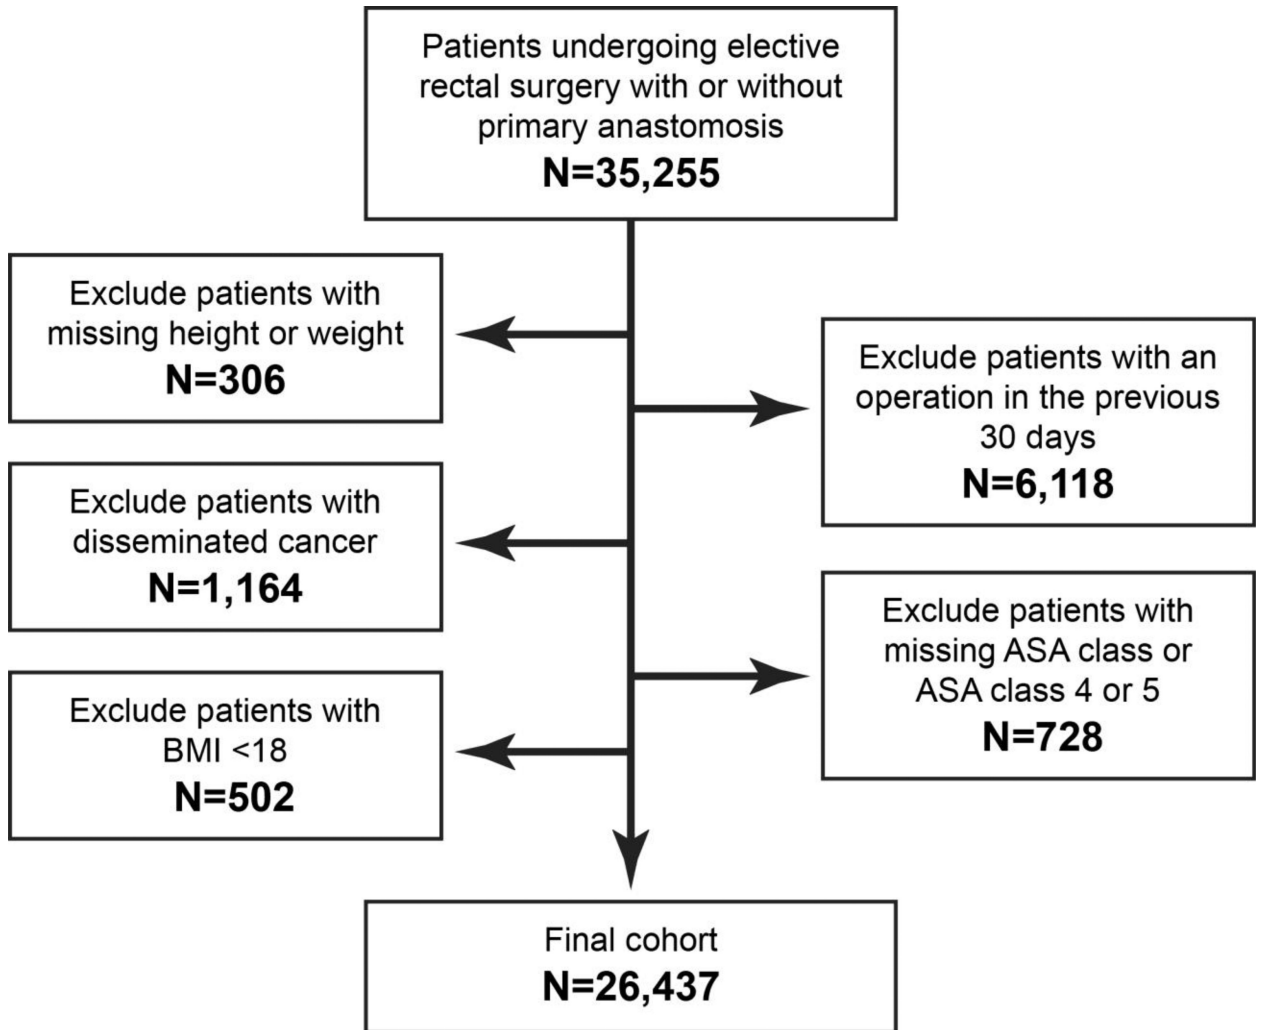 Patients undergoing elective
rectal surgery with or without
primary anastomosis
N=35,255
Exclude patients with
missing height or weight
N=306
Exclude patients with an
operation in the previous
30 days
N=6,118
Exclude patients with
disseminated cancer
N=1,164
Exclude patients with
missing ASA class or
ASA class 4 or 5
N=728
Exclude patients with
BMI <18
N=502
Final cohort
N=26,437